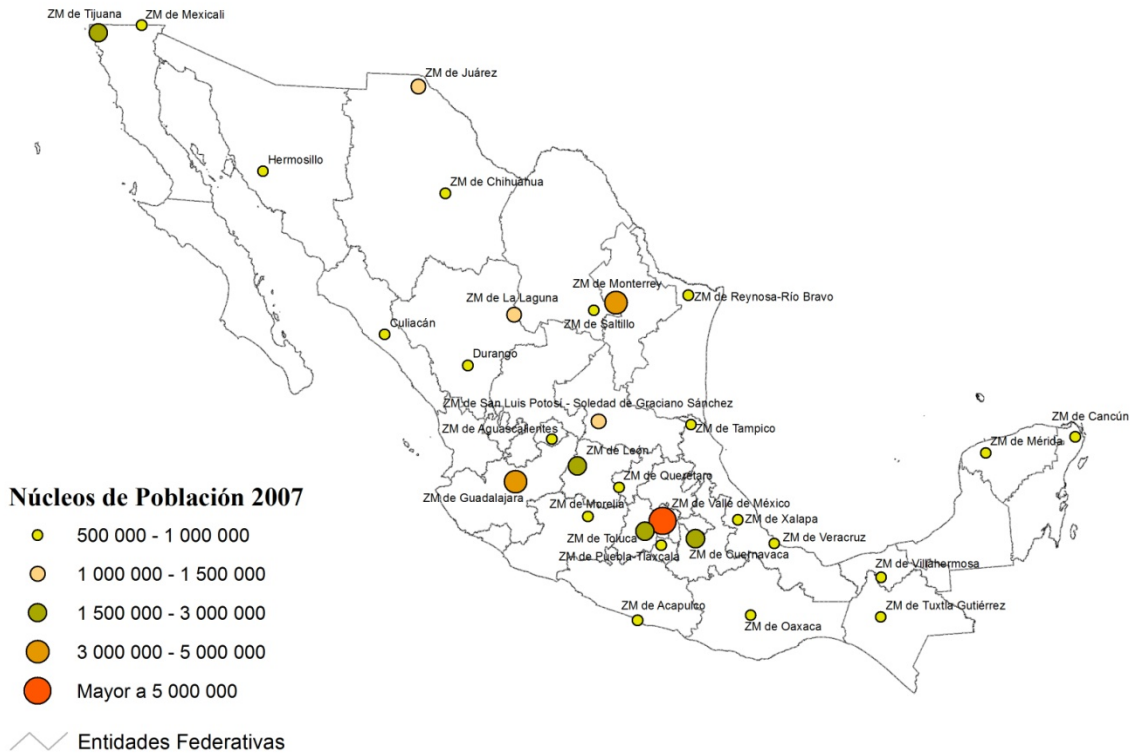 ZM de Tijuana
ZM de Mexicali
ZM de Juárez
Hermosillo
ZM de Chihuahua
ZM de Monterrey
ZM de La Laguna
ZM de Reynosa-Río Bravo
ZM de Saltillo
Culiacán
Durango
ZM de San Luis Potosí - Soledad de Graciano Sánchez
ZM de Aguascalientes
ZM de Tampico
ZM de Cancún
ZM de Mérida
ZM de León
ZM de Querétaro
ZM de Guadalajara
ZM de Morelia
ZM de Valle de México
ZM de Xalapa
ZM de Toluca
ZM de Veracruz
ZM de Puebla-Tlaxcala
ZM de Cuernavaca
ZM de Villahermosa
ZM de Acapulco
ZM de Oaxaca
ZM de Tuxtla Gutiérrez
Núcleos de Población 2007
500 000 - 1 000 000
1 000 000 - 1 500 000
1 500 000 - 3 000 000
3 000 000 - 5 000 000
Mayor a 5 000 000
Entidades Federativas